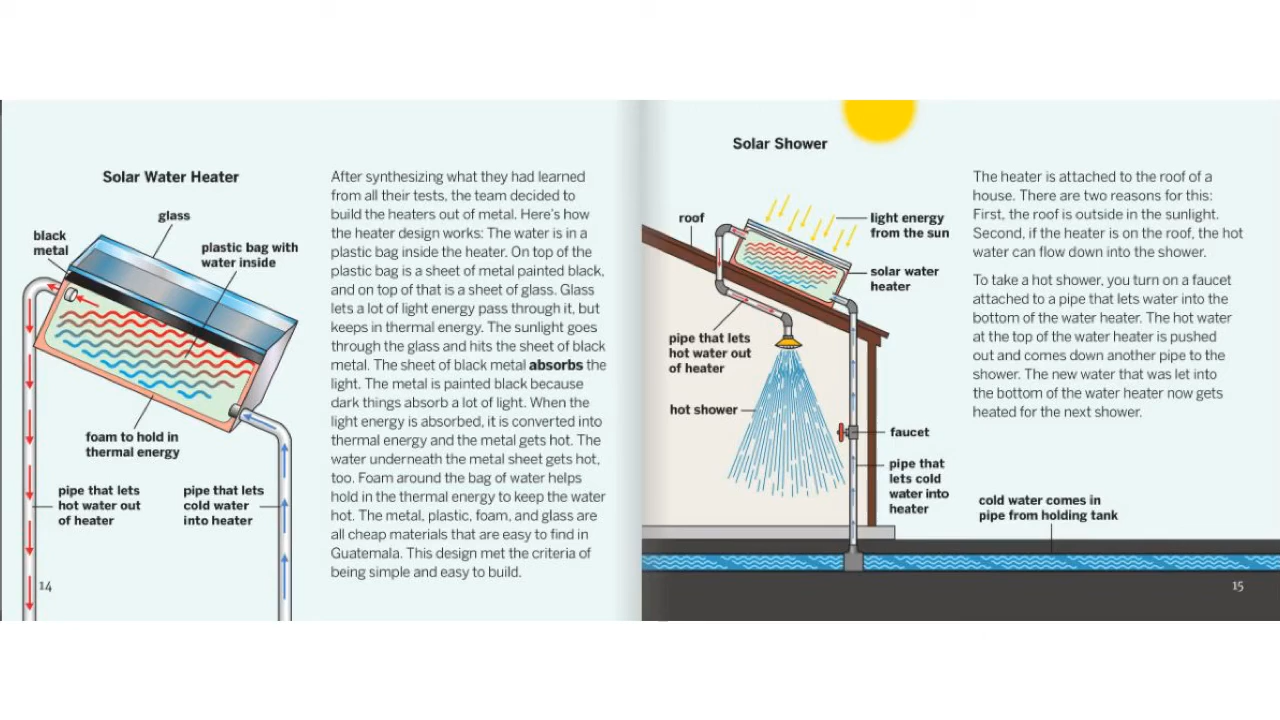 Solar Water Heater
glass
black
metal
plastic bag with
water inside
foam to hold in
thermal energy
pipe that lets
hot water out
of heater
pipe that lets
cold water
into heater
14
After synthesizing what they had learned
from all their tests, the team decided to
build the heaters out of metal. Here's how
the heater design works: The water is in a
plastic bag inside the heater. On top of the
plastic bag is a sheet of metal painted black,
and on top of that is a sheet of glass. Glass
lets a lot of light energy pass through it, but
keeps in thermal energy. The sunlight goes
through the glass and hits the sheet of black
metal. The sheet of black metal absorbs the
light. The metal is painted black because
dark things absorb a lot of light. When the
light energy is absorbed, it is converted into
thermal energy and the metal gets hot. The
water underneath the metal sheet gets hot,
too. Foam around the bag of water helps
hold in the thermal energy to keep the water
hot. The metal, plastic, foam, and glass are
all cheap materials that are easy to find in
Guatemala. This design met the criteria of
being simple and easy to build.
Solar Shower
roof
light energy
from the sun
solar water
heater
pipe that lets
hot water out
of heater
hot shower
faucet
pipe that
lets cold
water into
heater
cold water comes in
pipe from holding tank
The heater is attached to the roof of a
house. There are two reasons for this:
First, the roof is outside in the sunlight.
Second, if the heater is on the roof, the hot
water can flow down into the shower.
To take a hot shower, you turn on a faucet
attached to a pipe that lets water into the
bottom of the water heater. The hot water
at the top of the water heater is pushed
out and comes down another pipe to the
shower. The new water that was let into
the bottom of the water heater now gets
heated for the next shower.
15